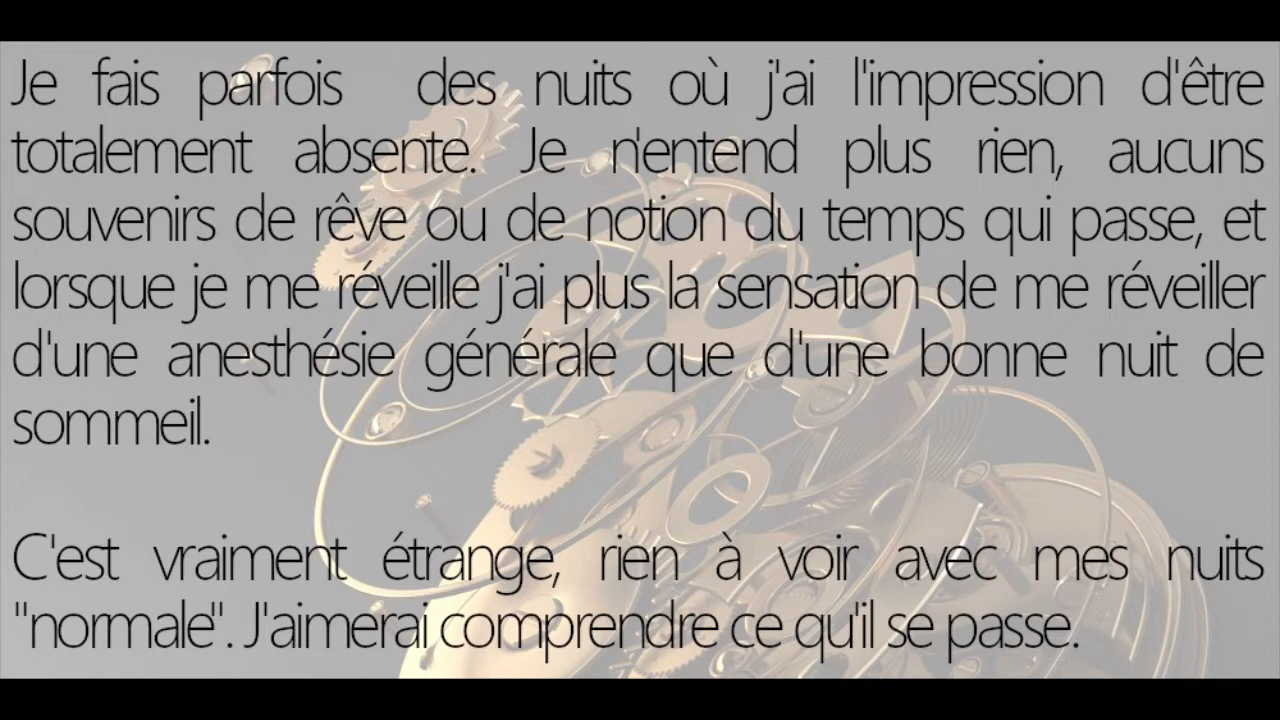 Je fais parfois des nuits où j'ai l'impression d'être
totalement absente. Je n'entend plus rien, aucuns
souvenirs de rêve ou de notion du temps qui passe, et
lorsque je me réveille j'ai plus la sensation de me réveiller
d'une anesthésie générale que d'une bonne nuit de
sommeil.
C'est vraiment étrange, rien à voir avec mes nuits
"normale". J'aimerai comprendre ce qu'il se passe.